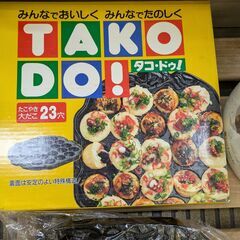 みんなでおいしく みんなでたのしく
TAKO
DO!
タコ・ドゥ!
たこやき
大だこ 23穴
裏面は安定のよい特殊構造!